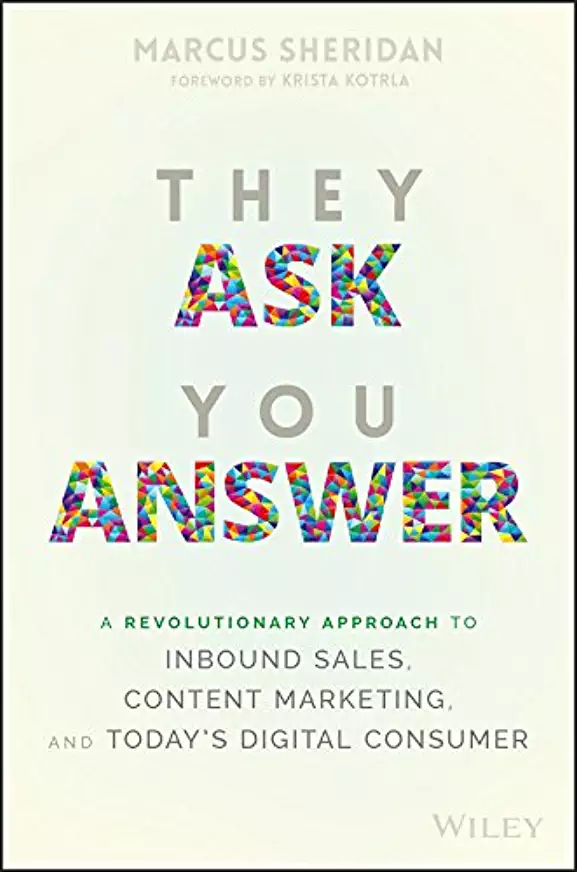 MARCUS SHERIDAN
FOREWORD BY KRISTA KOTRLA
THEY
ASK
YOU
ANSWER
A REVOLUTIONARY APPROACH TO
INBOUND SALES,
CONTENT MARKETING,
AND TODAY'S DIGITAL CONSUMER
WILEY